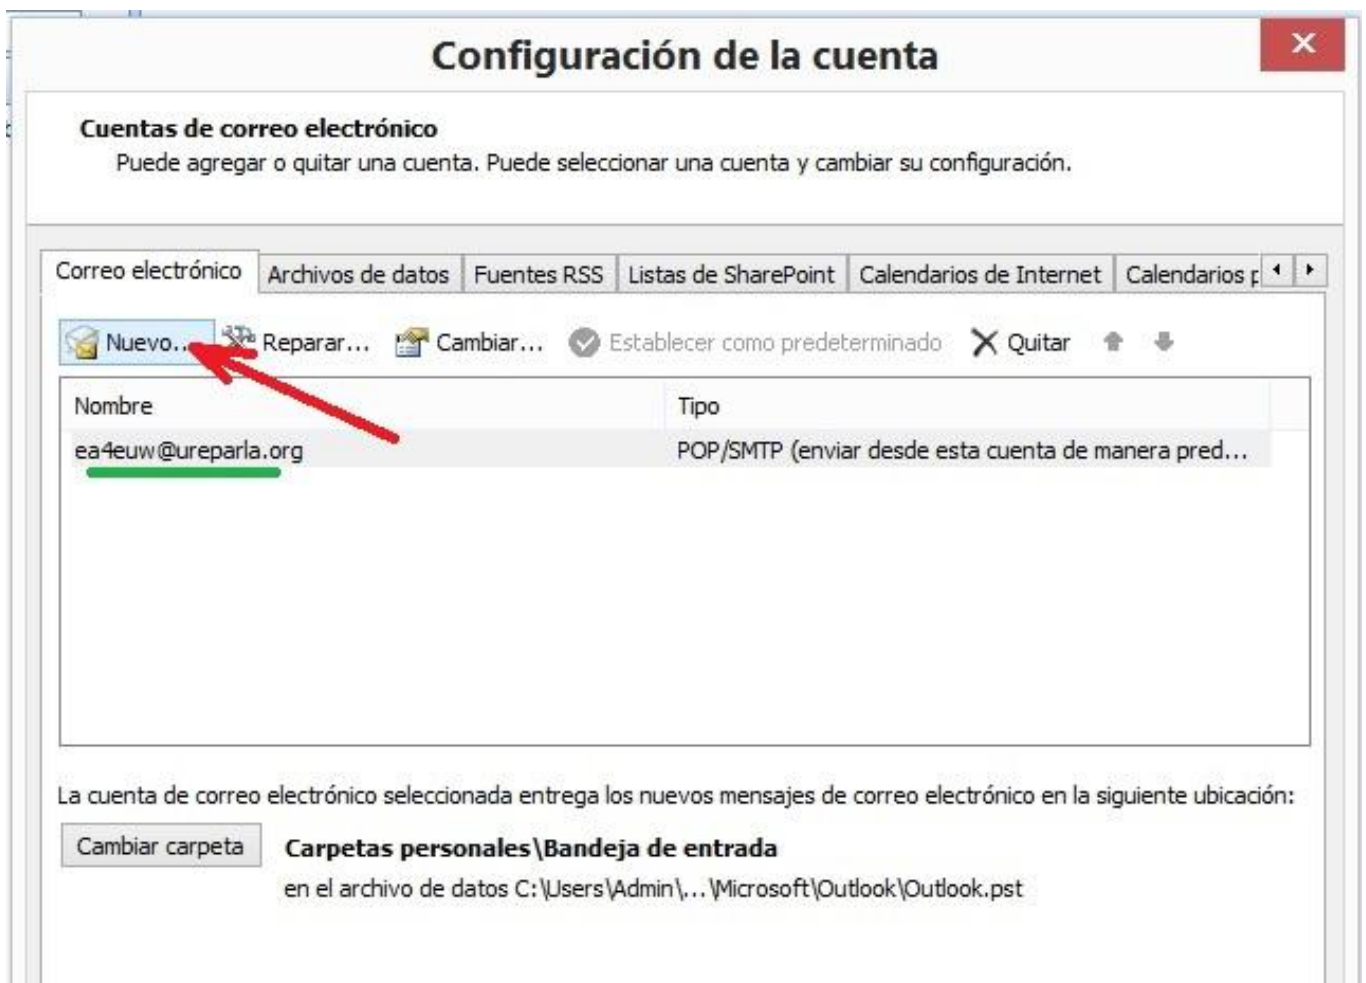 Configuración de la cuenta
Cuentas de correo electrónico
Puede agregar o quitar una cuenta. Puede seleccionar una cuenta y cambiar su configuración.
Correo electrónico Archivos de datos Fuentes RSS Listas de SharePoint Calendarios de Internet Calendarios
Nuevo... Reparar... Cambiar... Establecer como predeterminado Quitar
Nombre Tipo
ea4euw@ureparla.org POP/SMTP (enviar desde esta cuenta de manera pred...
La cuenta de correo electrónico seleccionada entrega los nuevos mensajes de correo electrónico en la siguiente ubicación:
Cambiar carpeta Carpetas personales\Bandeja de entrada
en el archivo de datos C:\Users\Admin\...\Microsoft\Outlook\Outlook.pst